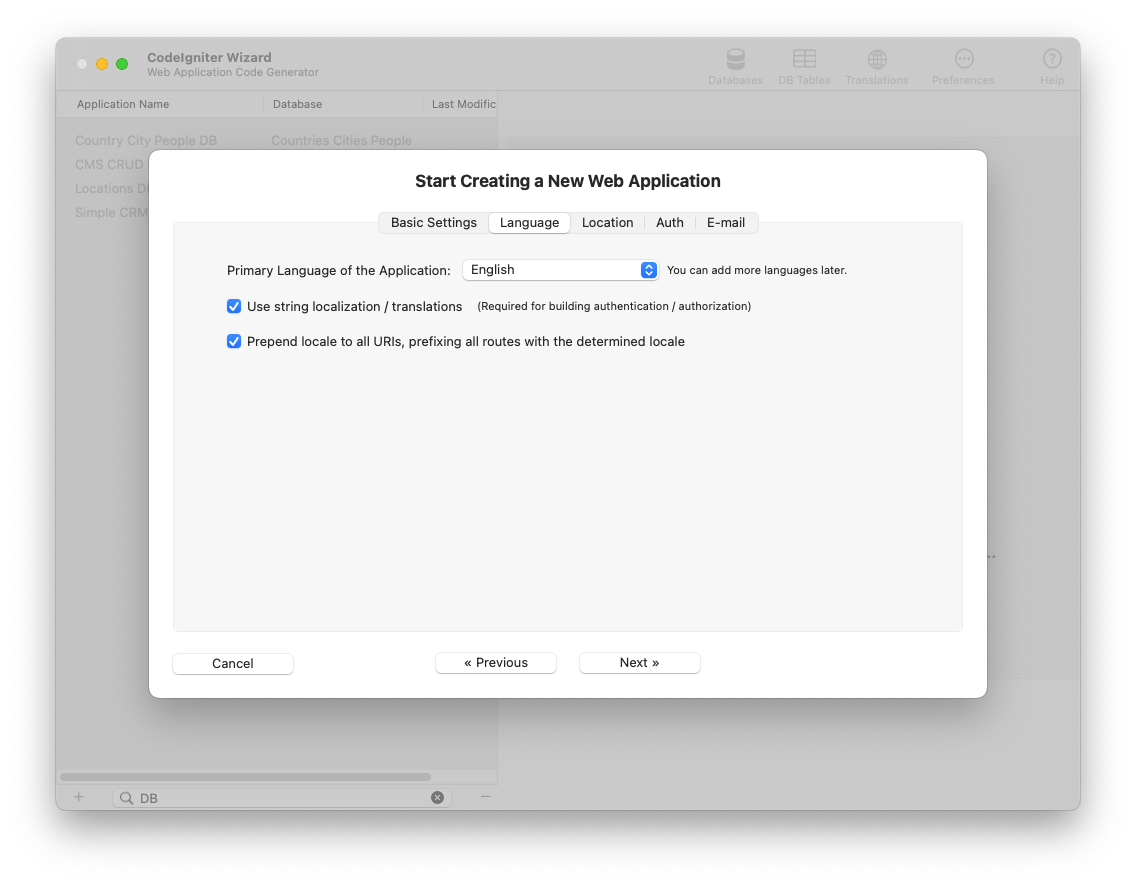 CodeIgniter Wizard
Web Application Code Generator
Databases DB Tables Translations Preferences Help
Application Name Database Last Modific
Country City People DB Countries Cities People
CMS CRUD
Locations
Simple CRM
Start Creating a New Web Application
Basic Settings Language Location Auth E-mail
Primary Language of the Application: English You can add more languages later.
Use string localization / translations (Required for building authentication / authorization)
Prepend locale to all URIs, prefixing all routes with the determined locale
Cancel « Previous Next »
DB